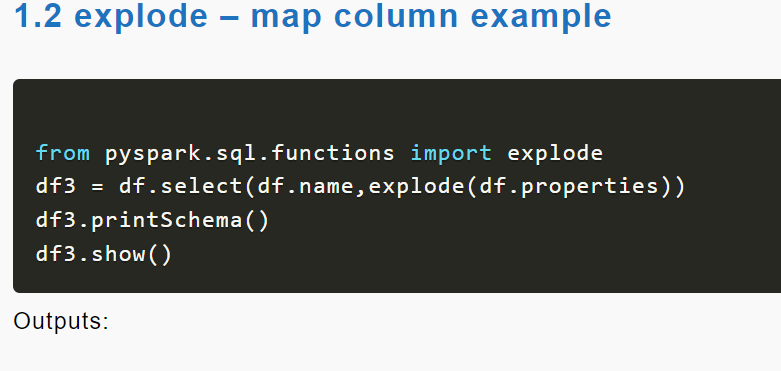 1.2 explode – map column example
from pyspark.sql.functions import explode
df3 = df.select(df.name,explode(df.properties))
df3.printSchema()
df3.show()
Outputs: